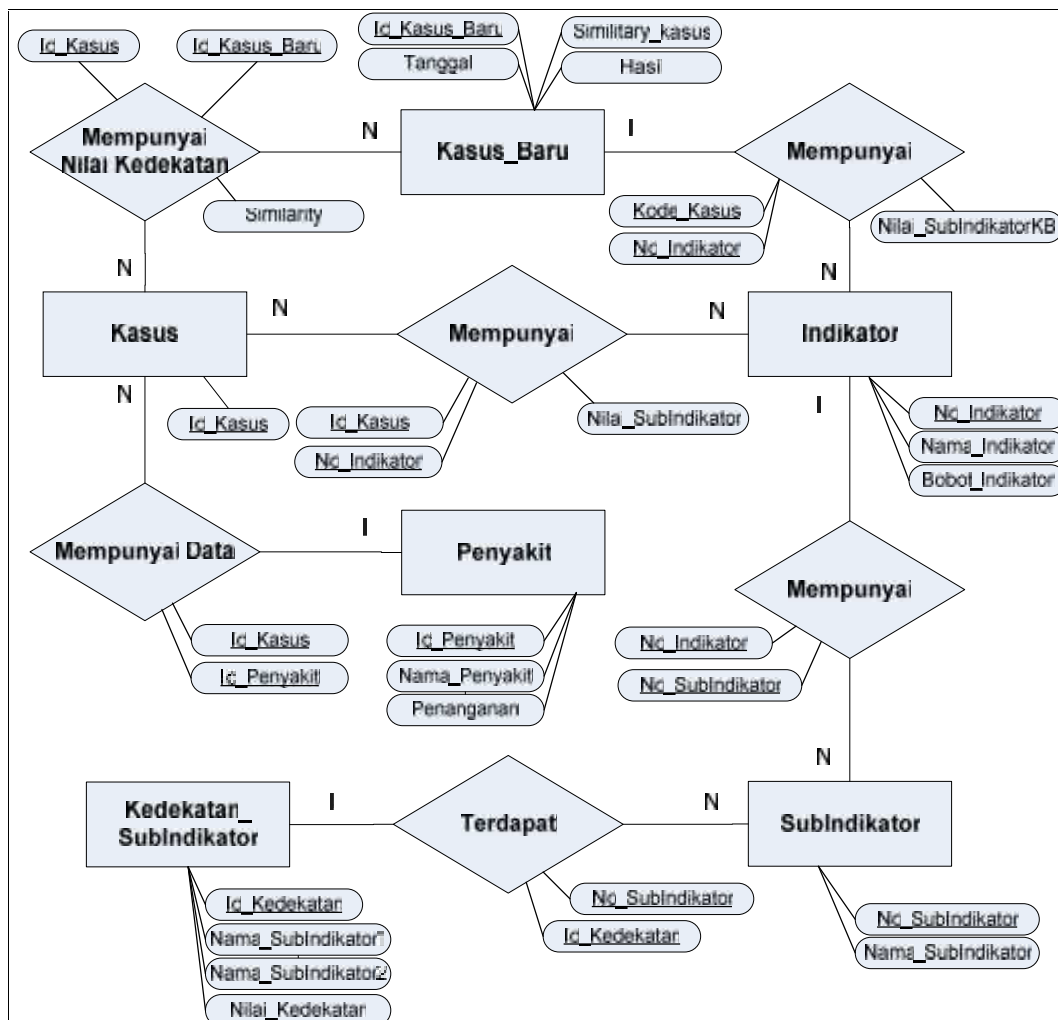 Id_Kasus
Id_Kasus_Baru
Id_Kasus_Baru
Similitary_kasus
Tanggal
Hasil
Mempunyai
Nilai Kedekatan
N
Kasus_Baru
I
Mempunyai
Similarity
Kode_Kasus
No_Indikator
Nilai_SubIndikatorKB
N
N
Kasus
N
Mempunyai
N
Indikator
N
I
Id_Kasus
Id_Kasus
No_Indikator
Nilai_SubIndikator
No_Indikator
Nama_Indikator
Bobot_Indikator
Mempunyai Data
I
Penyakit
Mempunyai
Id_Kasus
Id_Penyakit
Id_Penyakit
Nama_Penyakit
Penanganan
No_Indikator
No_SubIndikator
N
Kedekatan_
SubIndikator
I
Terdapat
N
SubIndikator
Id_Kedekatan
Nama_SubIndikator1
Nama_SubIndikator2
Nilai_Kedekatan
No_SubIndikator
Id_Kedekatan
No_SubIndikator
Nama_SubIndikator